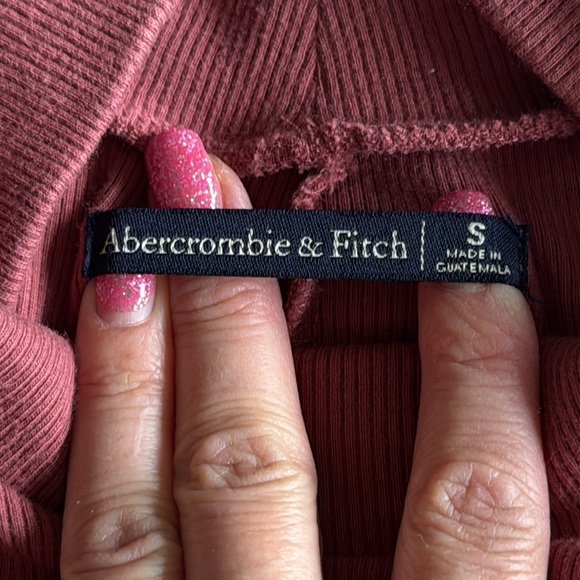 Abercrombie & Fitch
S
MADE IN
GUATEMALA